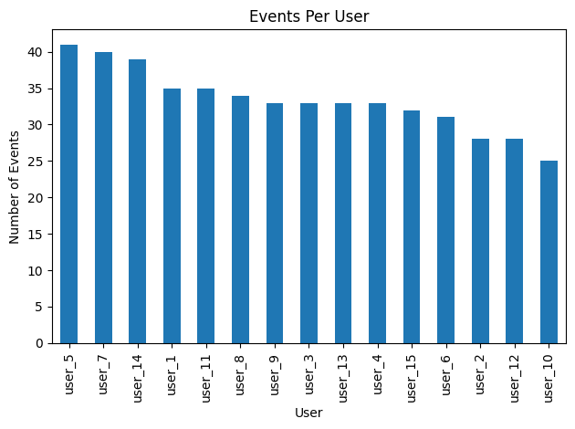 Events Per User
Number of Events
40
35
30
25
20
15
10
5
0
user_5
user_7
user_14
user_1
user_11
user_8
user_9
user_3
user_13
user_4
user_15
user_6
user_2
user_12
user_10
User